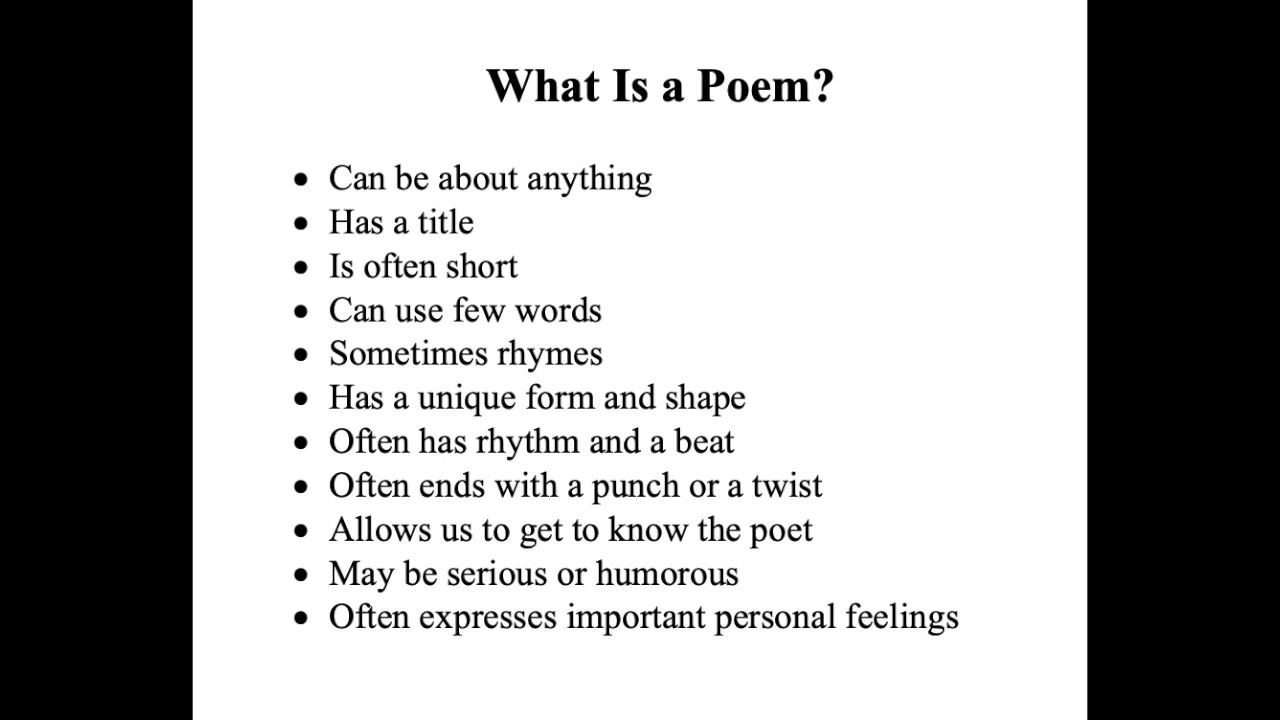 What Is a Poem?
• Can be about anything
• Has a title
• Is often short
• Can use few words
• Sometimes rhymes
• Has a unique form and shape
• Often has rhythm and a beat
• Often ends with a punch or a twist
• Allows us to get to know the poet
• May be serious or humorous
• Often expresses important personal feelings